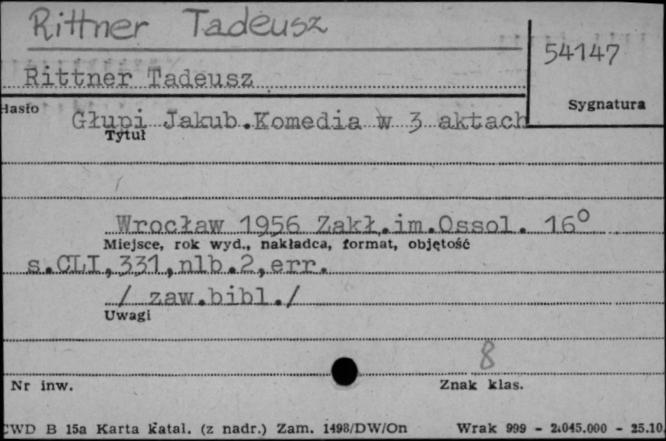 Rittner Tadeusz
54147
Rittner Tadeusz
Hasło
Sygnatura
Głupi Jakub.Komedia w 3 aktach
Tytuł
Wrocław 1956 Zakł.im.Ossol. 16°
Miejsce, rok wyd., nakładca, format, objętość
s.CLI,331,nlb.2,err.
/ zaw.bibl./
Uwagi
8
Nr inw.
Znak klas.
CWD B 15a Karta katal. (z nadr.) Zam. 1498/DW/On Wrak 999 - 2.045.000 - 25.10